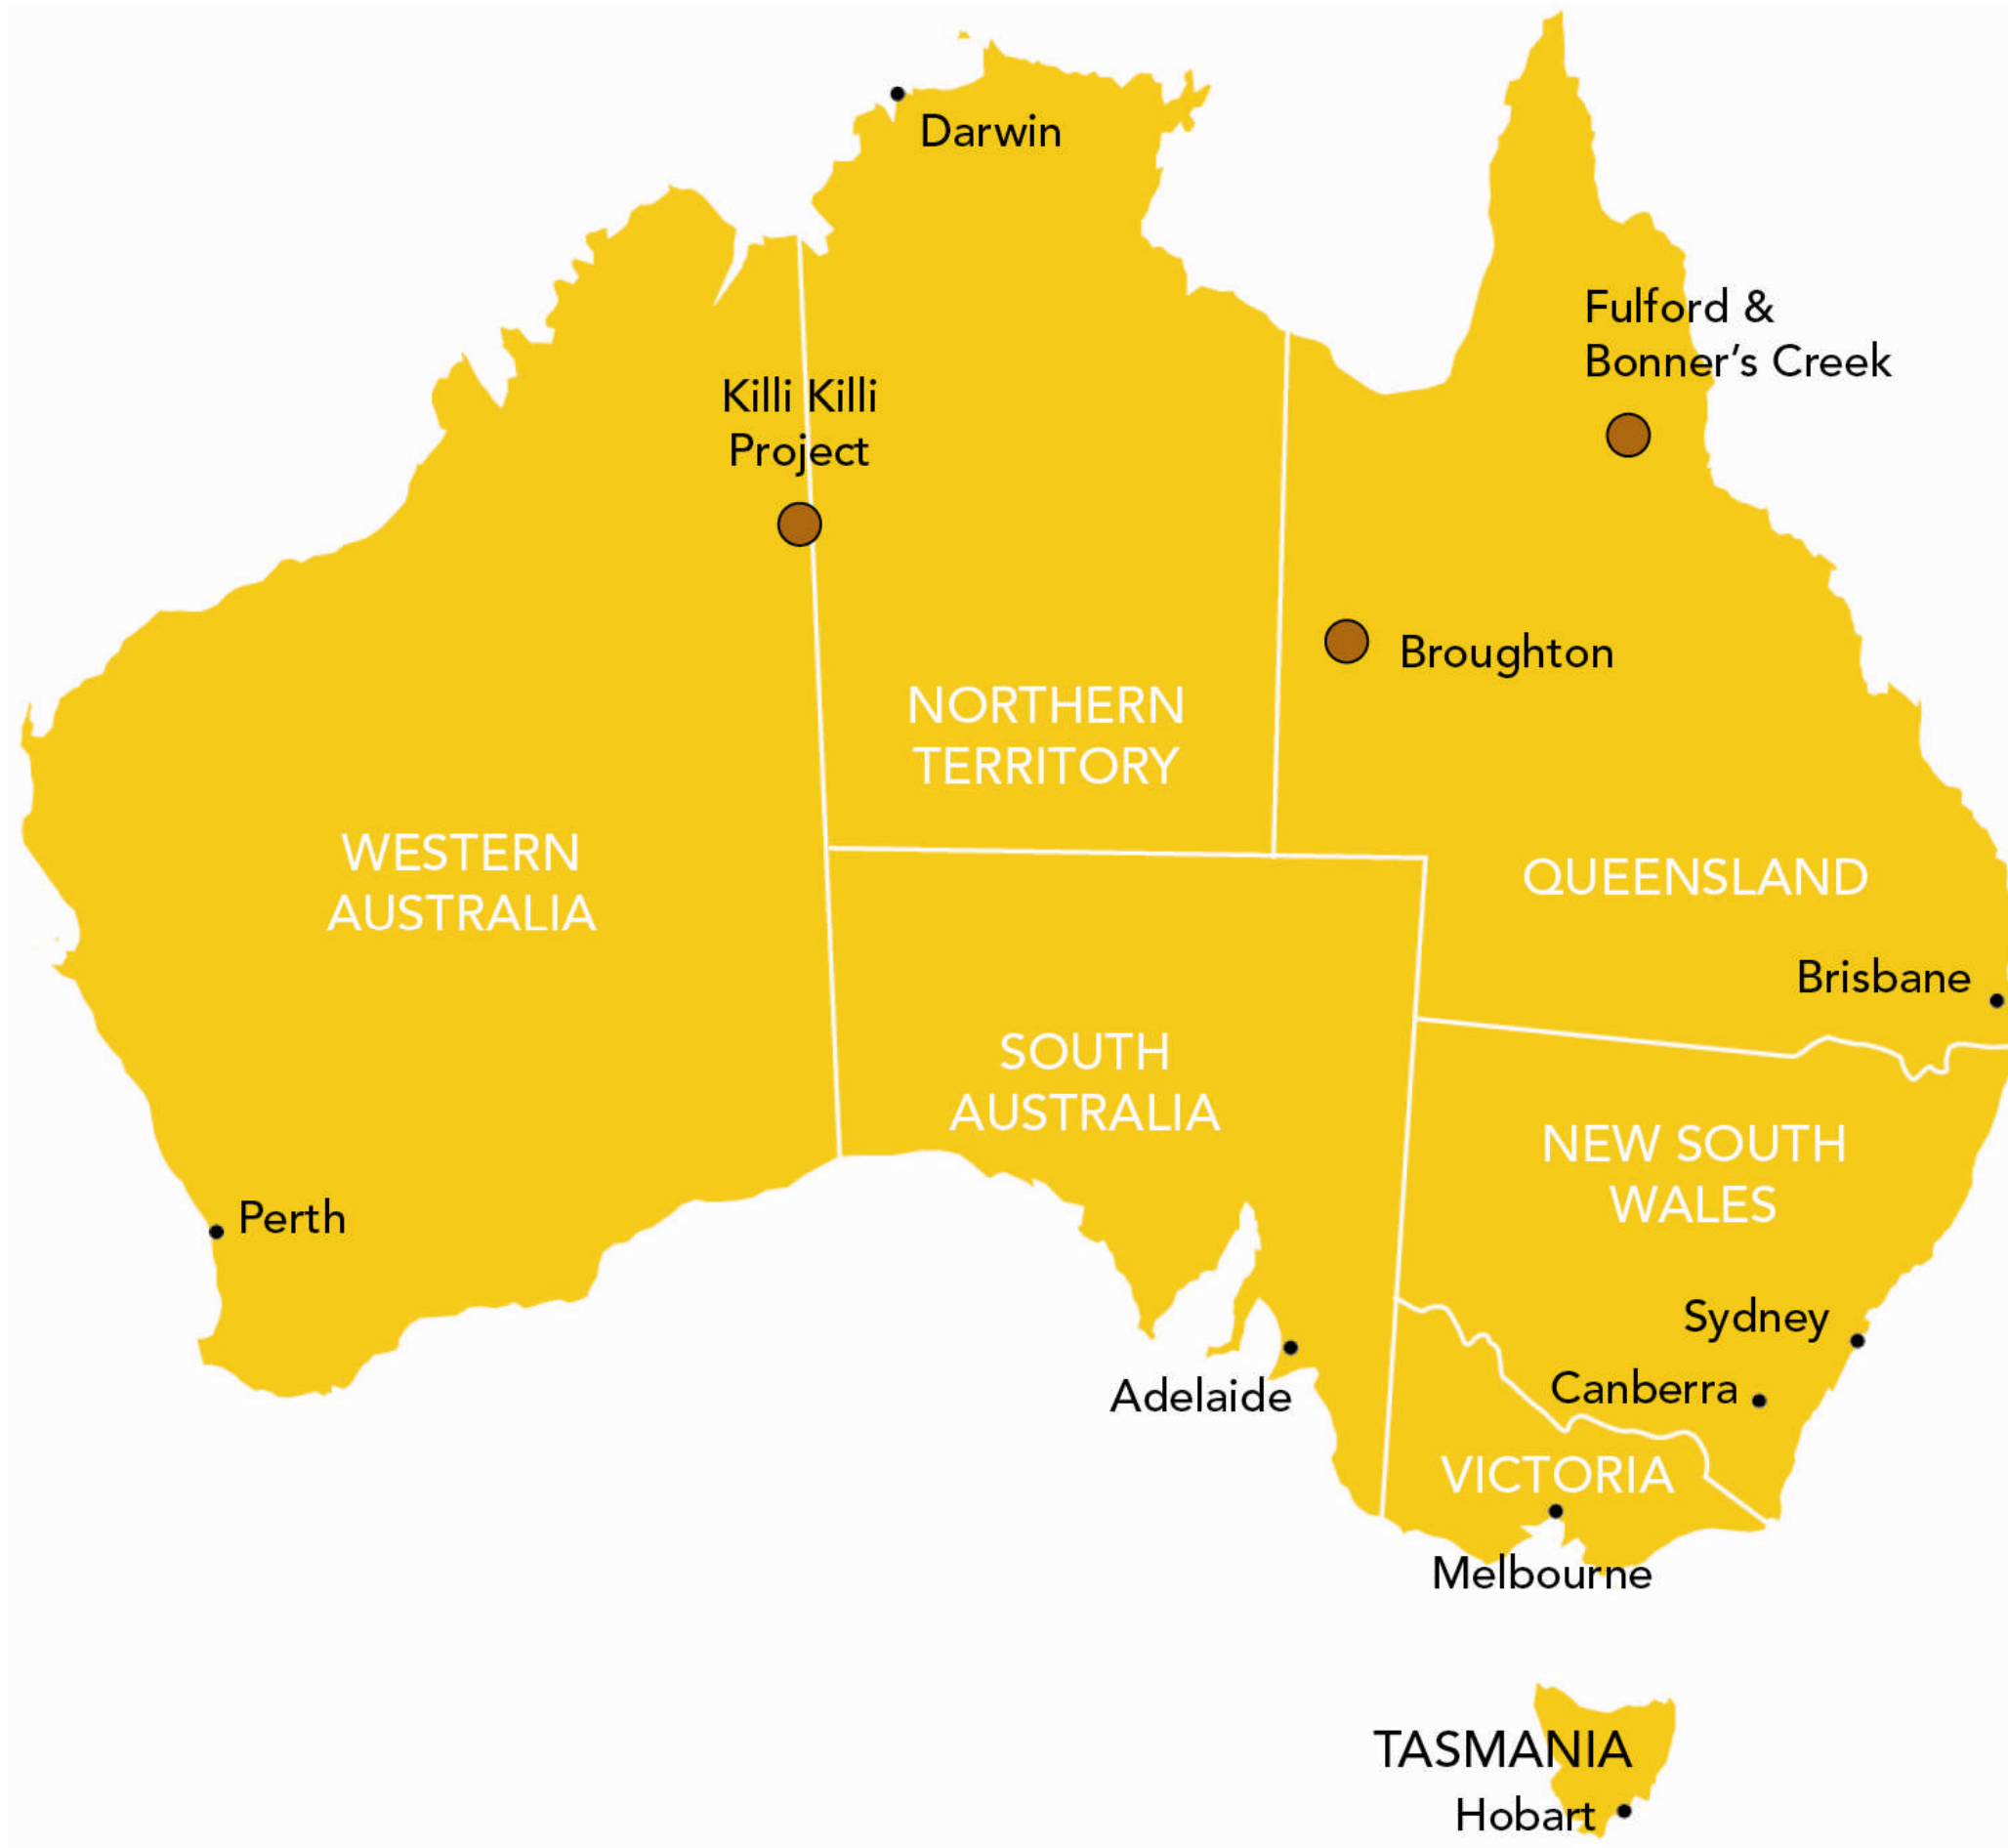 Darwin
Fulford &
Bonner's Creek
Killi Killi
Project
Broughton
NORTHERN
TERRITORY
WESTERN
AUSTRALIA
QUEENSLAND
Brisbane
SOUTH
AUSTRALIA
NEW SOUTH
WALES
Perth
Sydney
Canberra
Adelaide
VICTORIA
Melbourne
TASMANIA
Hobart